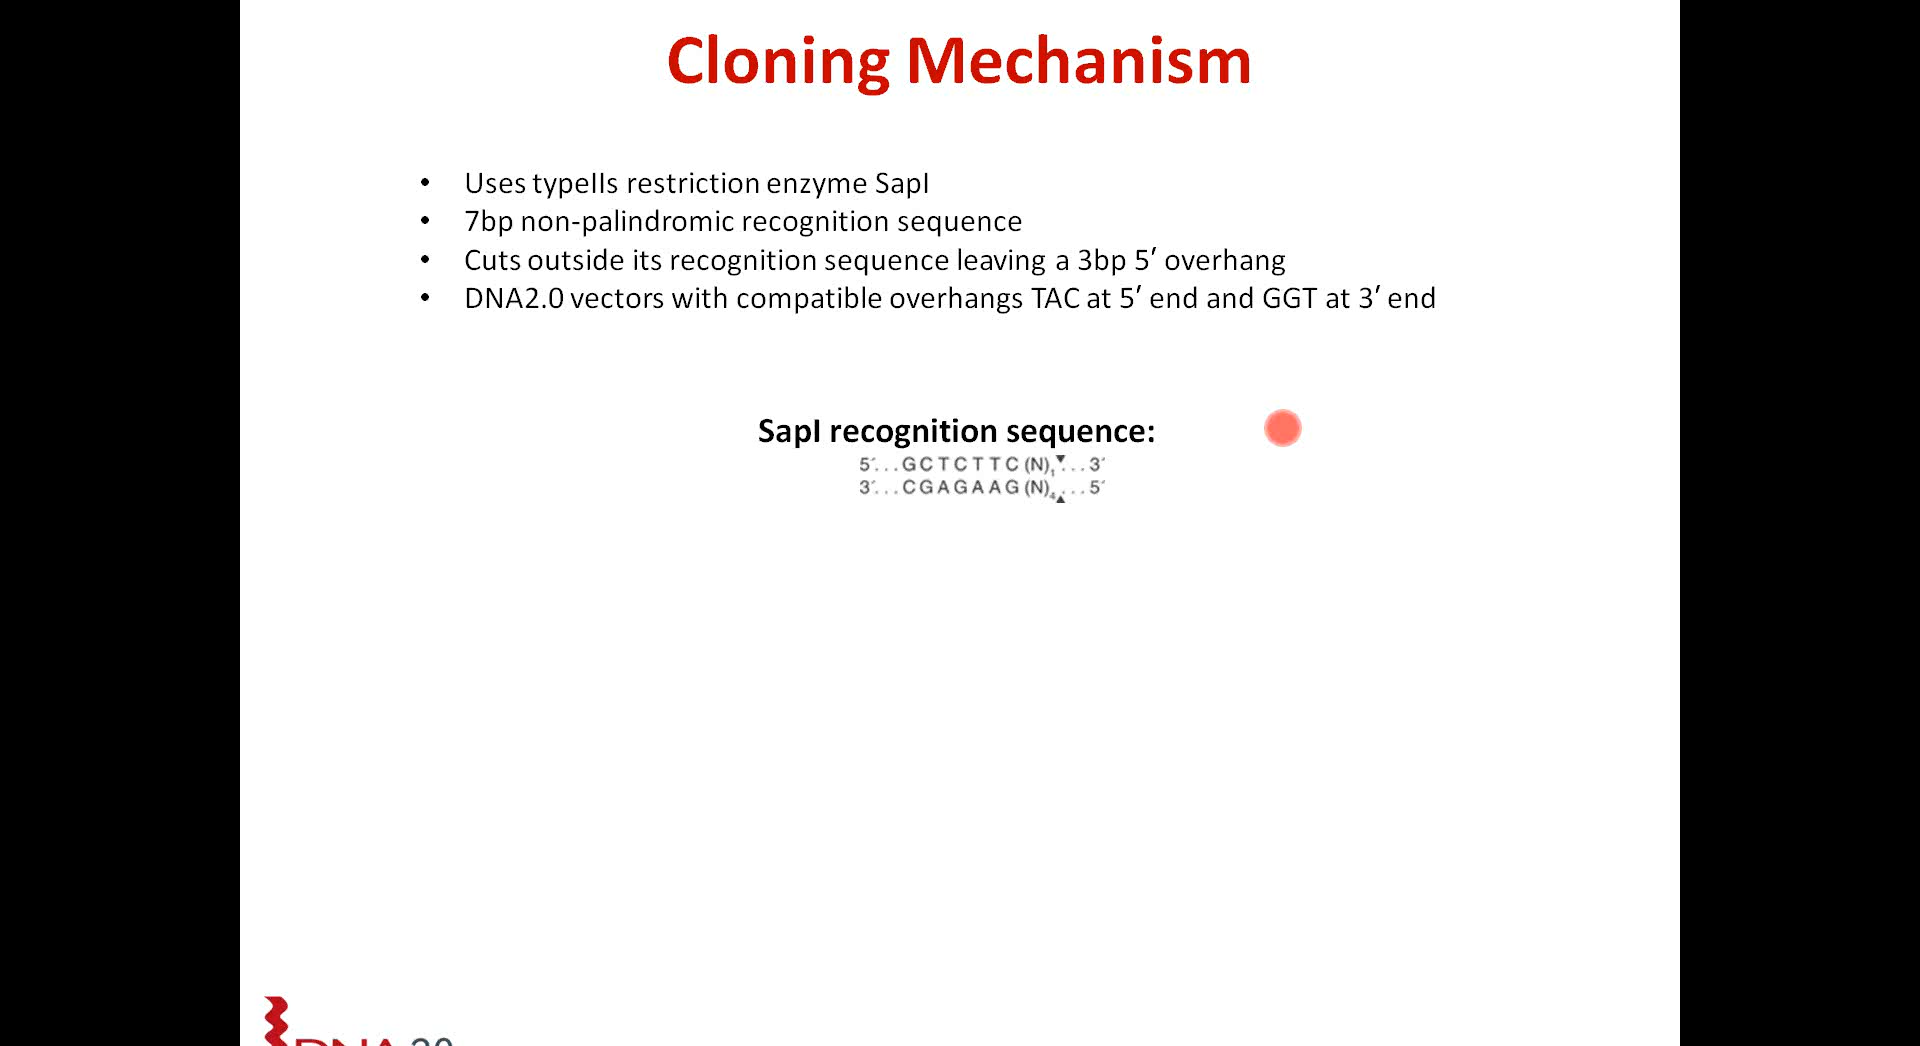 Cloning Mechanism
• Uses typeIIs restriction enzyme SapI
• 7bp non-palindromic recognition sequence
• Cuts outside its recognition sequence leaving a 3bp 5′ overhang
• DNA2.0 vectors with compatible overhangs TAC at 5′ end and GGT at 3′ end
SapI recognition sequence:
5′...GCTCTTC(N)₁▼...3′
3′...CGAGAAG(N)₄▲...5′
DNA 2.0